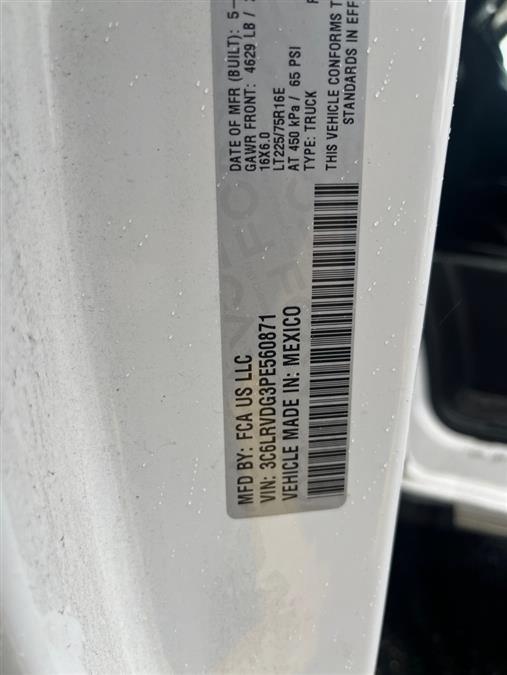 MFD BY: FCA US LLC
VIN: 3C6LRVDG3PE560871
VEHICLE MADE IN: MEXICO
DATE OF MFR (BUILT): 5-
GAWR FRONT: 4629 LB /
16X6.0
LT225/75R16E
AT 450 kPa / 65 PSI
TYPE: TRUCK
THIS VEHICLE CONFORMS T
STANDARDS IN EFF